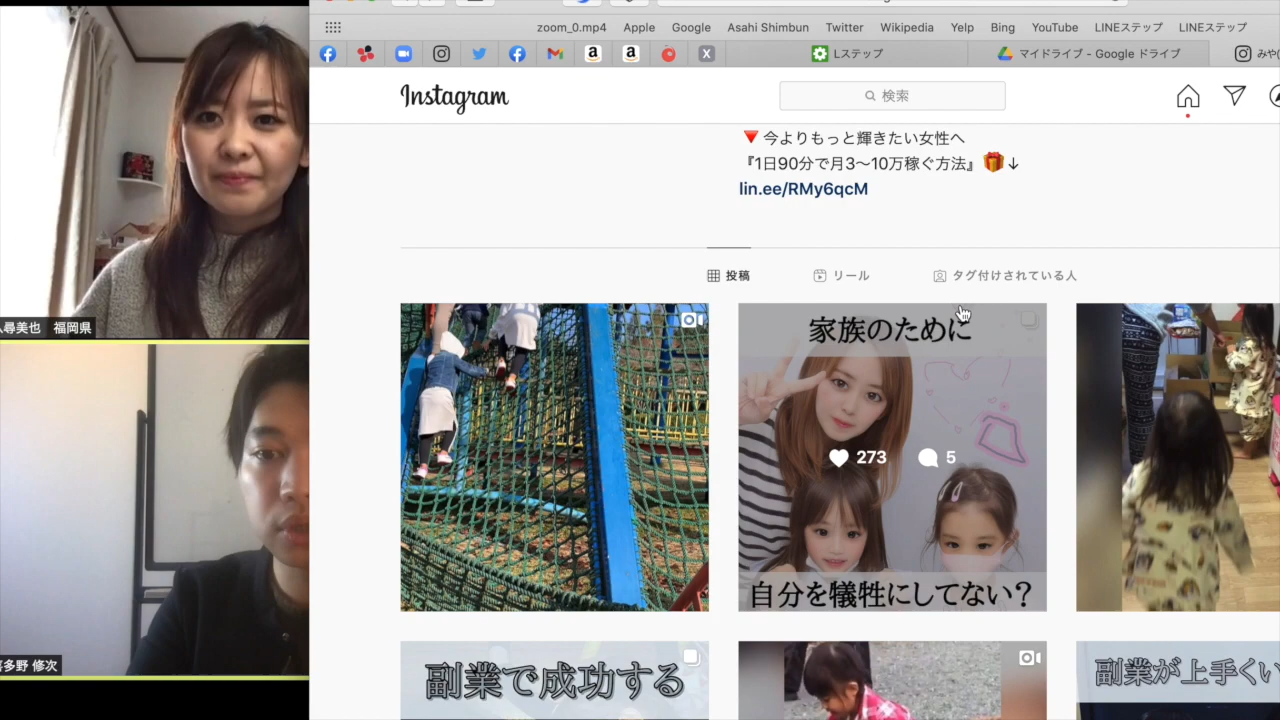 zoom_0.mp4 Apple Google Asahi Shimbun Twitter Wikipedia Yelp Bing YouTube LINEステップ LINEステップ
Lステップ マイドライブ - Google ドライブ
Instagram 検索
🔻今よりもっと輝きたい女性へ
『1日90分で月3〜10万稼ぐ方法』🎁↓
lin.ee/RMy6qcM
投稿 リール タグ付けされている人
尋美也 福岡県
家族のために
273 5
自分を犠牲にしてない?
多野 修次
副業で成功する
副業が上手く